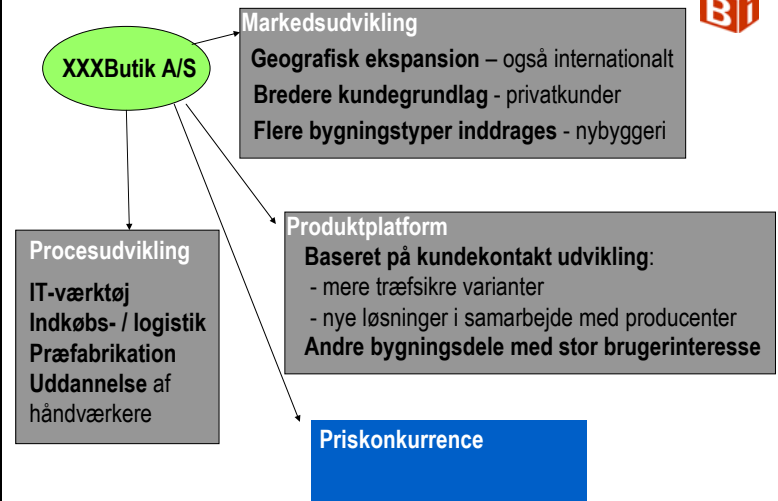 Markedsudvikling
Bi
XXXButik A/S
Geografisk ekspansion – også internationalt
Bredere kundegrundlag - privatkunder
Flere bygningstyper inddrages - nybyggeri
Produktplatform
Baseret på kundekontakt udvikling:
- mere træfsikre varianter
- nye løsninger i samarbejde med producenter
Andre bygningsdele med stor brugerinteresse
Procesudvikling
IT-værktøj
Indkøbs- / logistik
Præfabrikation
Uddannelse af
håndværkere
Priskonkurrence